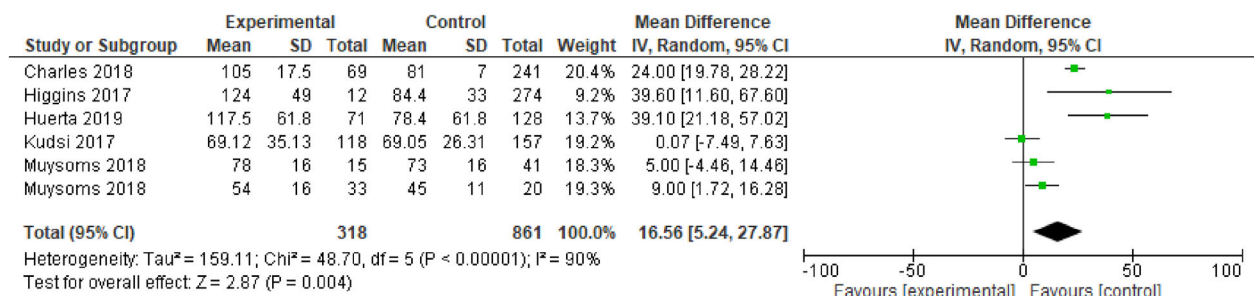 Experimental Control Mean Difference Mean Difference
Study or Subgroup Mean SD Total Mean SD Total Weight IV, Random, 95% CI IV, Random, 95% CI
Charles 2018 105 17.5 69 81 7 241 20.4% 24.00 [19.78, 28.22]
Higgins 2017 124 49 12 84.4 33 274 9.2% 39.60 [11.60, 67.60]
Huerta 2019 117.5 61.8 71 78.4 61.8 128 13.7% 39.10 [21.18, 57.02]
Kudsi 2017 69.12 35.13 118 69.05 26.31 157 19.2% 0.07 [-7.49, 7.63]
Muysoms 2018 78 16 15 73 16 41 18.3% 5.00 [-4.46, 14.46]
Muysoms 2018 54 16 33 45 11 20 19.3% 9.00 [1.72, 16.28]
Total (95% CI) 318 861 100.0% 16.56 [5.24, 27.87]
Heterogeneity: Tau² = 159.11; Chi² = 48.70, df = 5 (P < 0.00001); I² = 90%
Test for overall effect: Z = 2.87 (P = 0.004)
-100 -50 0 50 100
Favours [experimental] Favours [control]